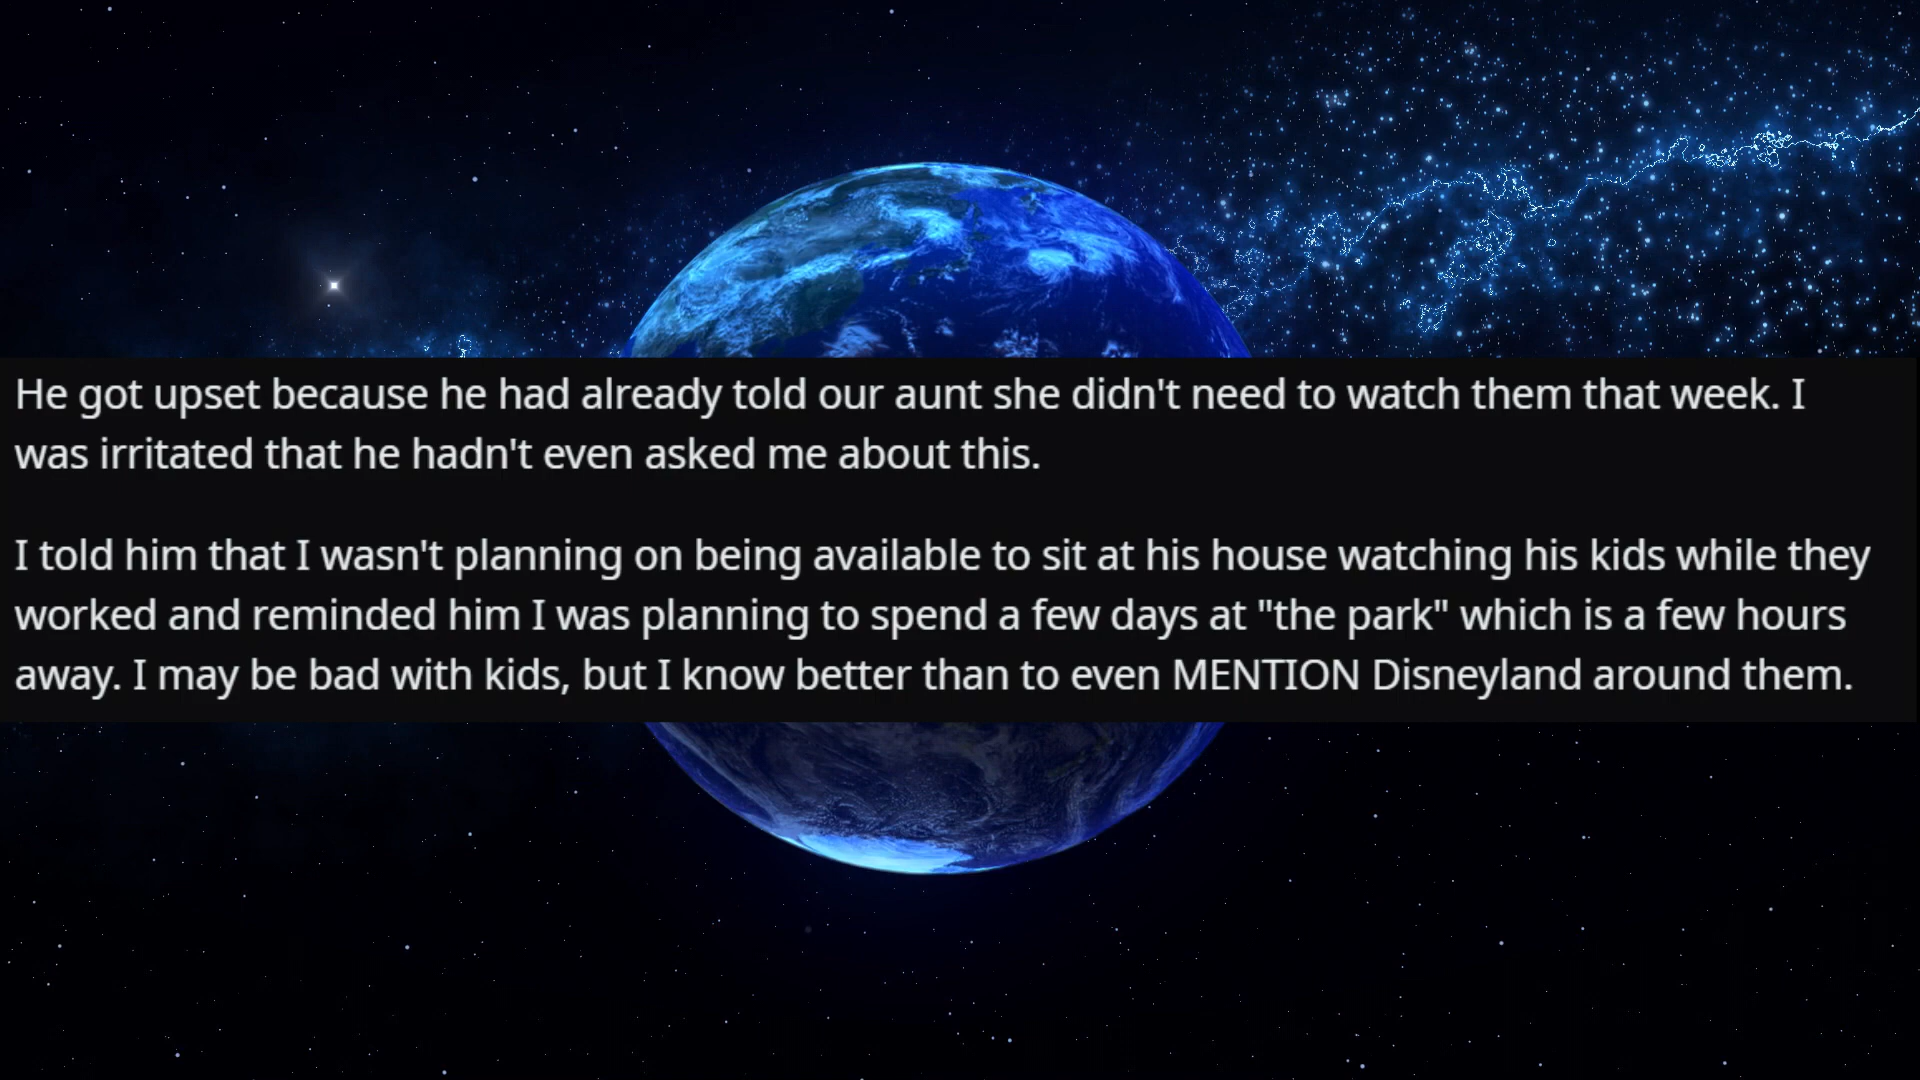 He got upset because he had already told our aunt she didn't need to watch them that week. I
was irritated that he hadn't even asked me about this.
I told him that I wasn't planning on being available to sit at his house watching his kids while they
worked and reminded him I was planning to spend a few days at "the park" which is a few hours
away. I may be bad with kids, but I know better than to even MENTION Disneyland around them.